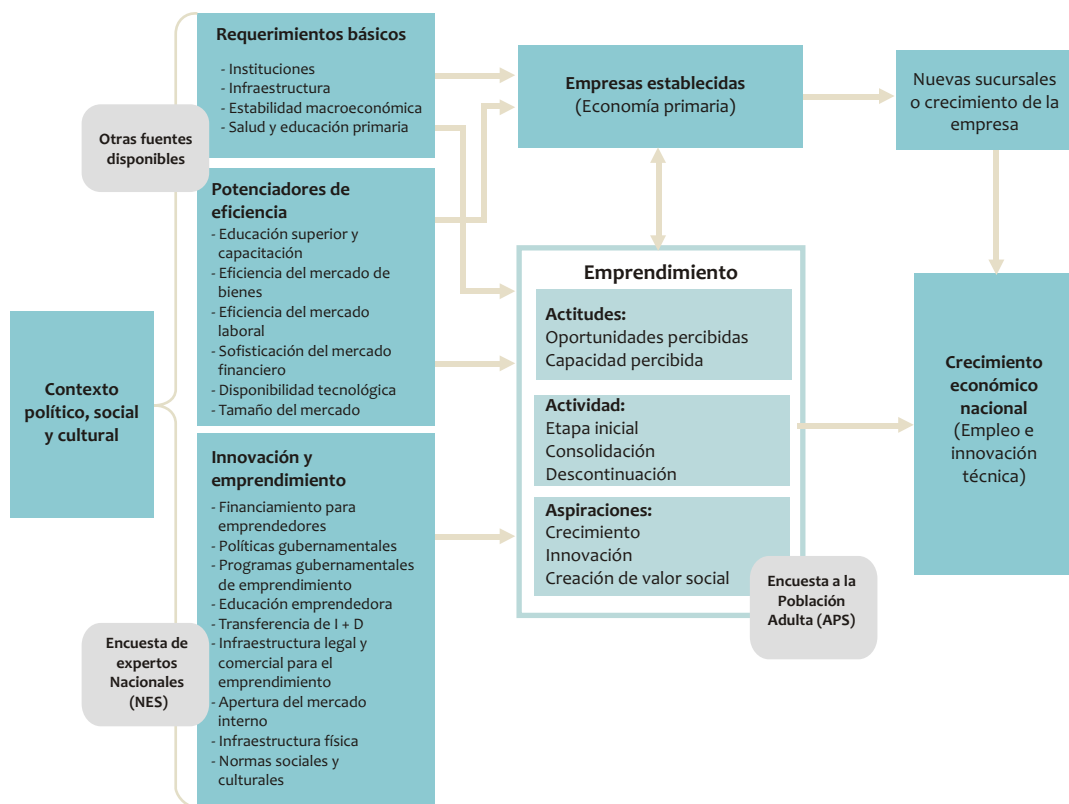 Requerimientos básicos
- Instituciones
- Infraestructura
- Estabilidad macroeconómica
- Salud y educación primaria
Otras fuentes
disponibles
Potenciadores de
eficiencia
- Educación superior y
capacitación
- Eficiencia del mercado de
bienes
- Eficiencia del mercado
laboral
- Sofisticación del mercado
financiero
- Disponibilidad tecnológica
- Tamaño del mercado
Contexto
político, social
y cultural
Innovación y
emprendimiento
- Financiamiento para
emprendedores
- Políticas gubernamentales
- Programas gubernamentales
de emprendimiento
- Educación emprendedora
- Transferencia de I + D
- Infraestructura legal y
comercial para el
emprendimiento
- Apertura del mercado
interno
- Infraestructura física
- Normas sociales y
culturales
Encuesta de
expertos
Nacionales
(NES)
Empresas establecidas
(Economía primaria)
Nuevas sucursales
o crecimiento de la
empresa
Emprendimiento
Actitudes:
Oportunidades percibidas
Capacidad percibida
Actividad:
Etapa inicial
Consolidación
Descontinuación
Aspiraciones:
Crecimiento
Innovación
Creación de valor social
Encuesta a la
Población
Adulta (APS)
Crecimiento
económico
nacional
(Empleo e
innovación
técnica)